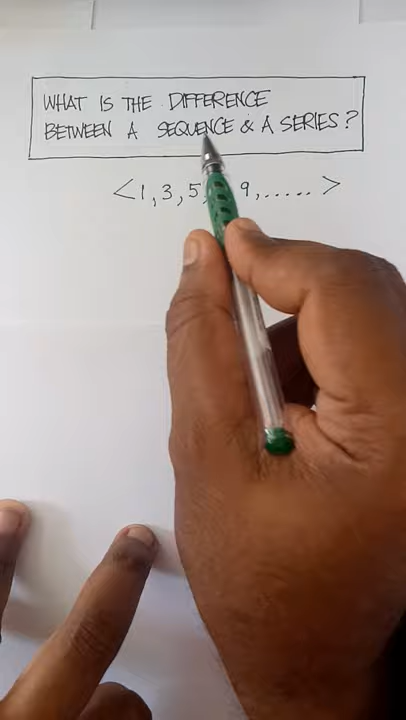 WHAT IS THE DIFFERENCE
BETWEEN A SEQUENCE & A SERIES?
<1, 3, 5, 9, ..... >